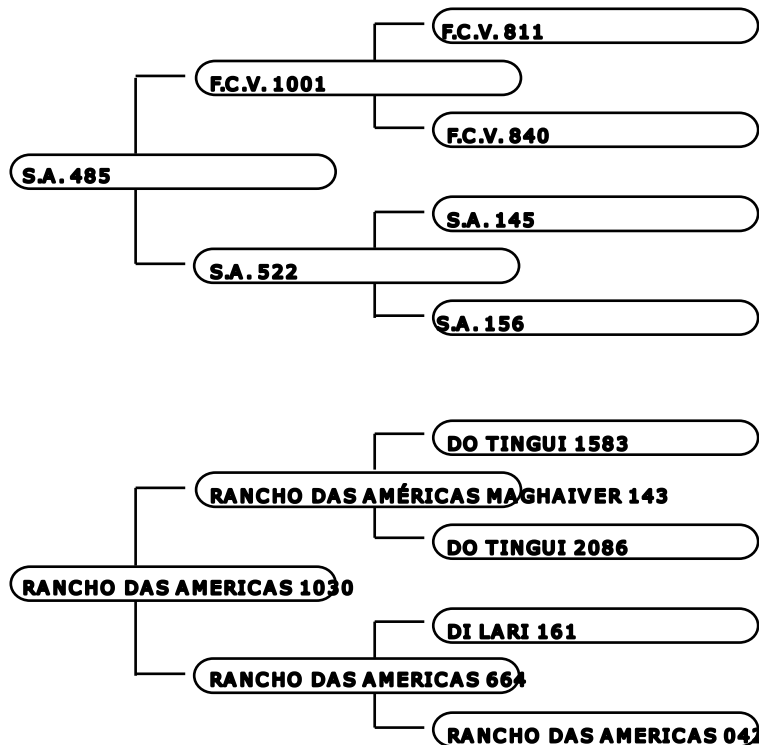 F.C.V. 811
F.C.V. 1001
F.C.V. 840
S.A. 485
S.A. 145
S.A. 522
S.A. 156
DO TINGUI 1583
RANCHO DAS AMÉRICAS MAGHAIVER 143
DO TINGUI 2086
RANCHO DAS AMERICAS 1030
DI LARI 161
RANCHO DAS AMERICAS 664
RANCHO DAS AMERICAS 042